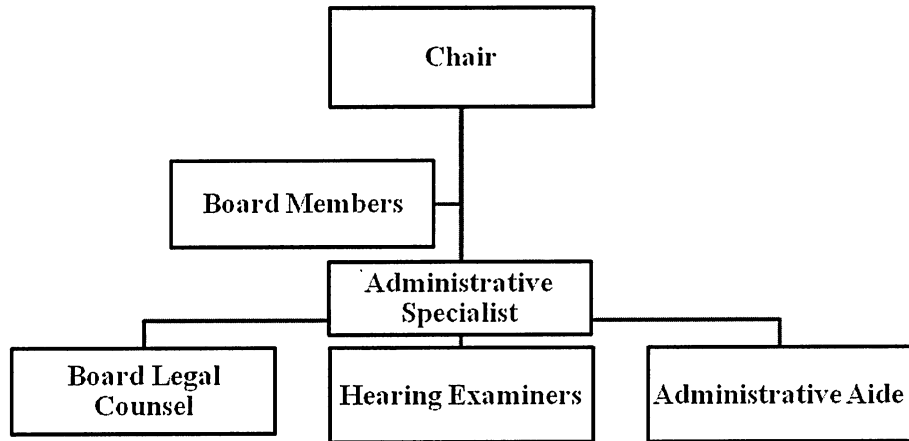 Chair
Board Members
Administrative
Specialist
Board Legal
Counsel
Hearing Examiners
Administrative Aide